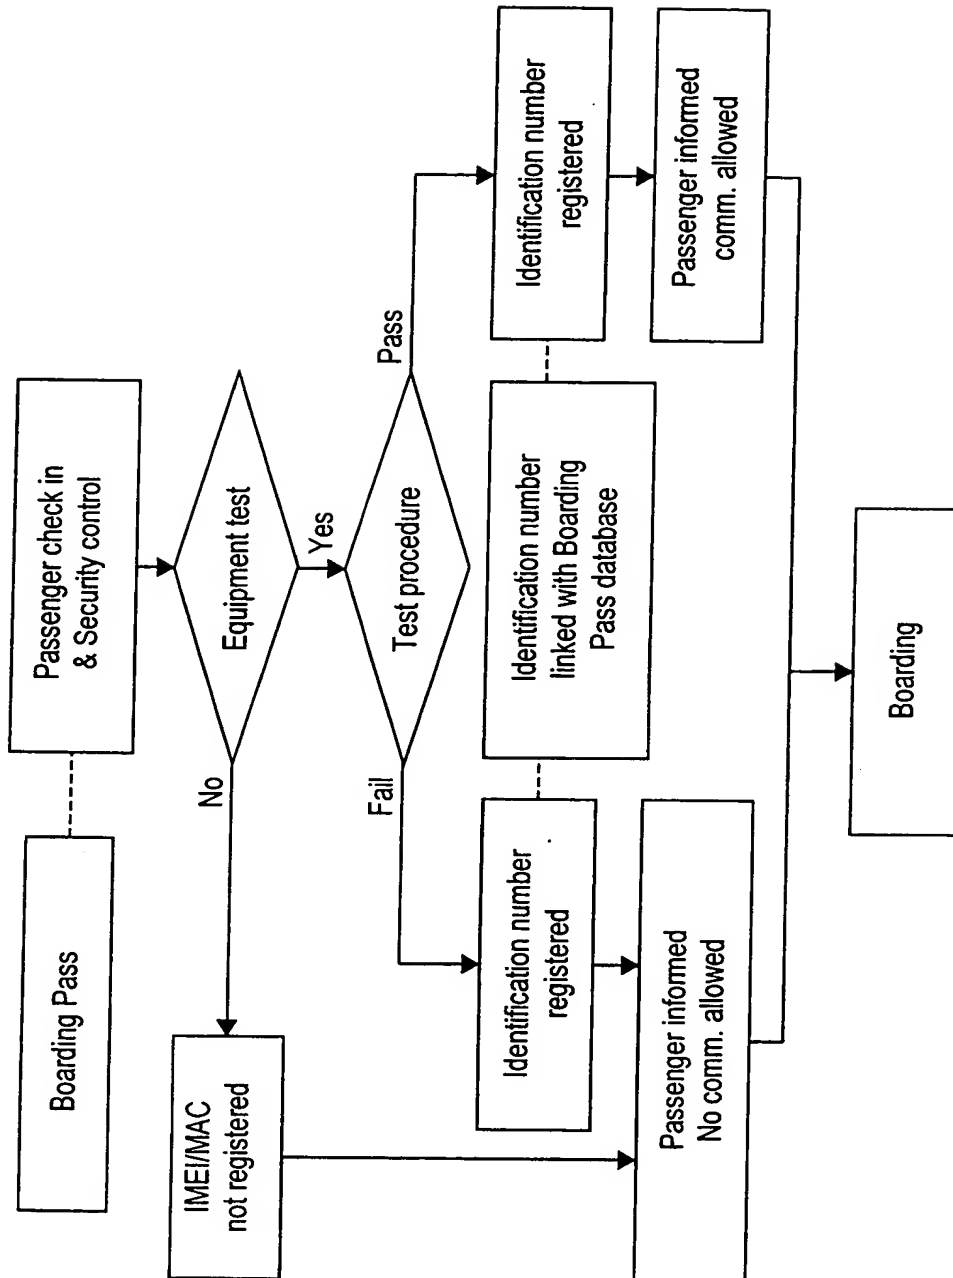 Boarding Pass
Passenger check in
& Security control
Equipment test
No
Yes
IMEI/MAC
not registered
Test procedure
Fail
Pass
Identification number
registered
Identification number
linked with Boarding
Pass database
Identification number
registered
Passenger informed
No comm. allowed
Passenger informed
comm. allowed
Boarding